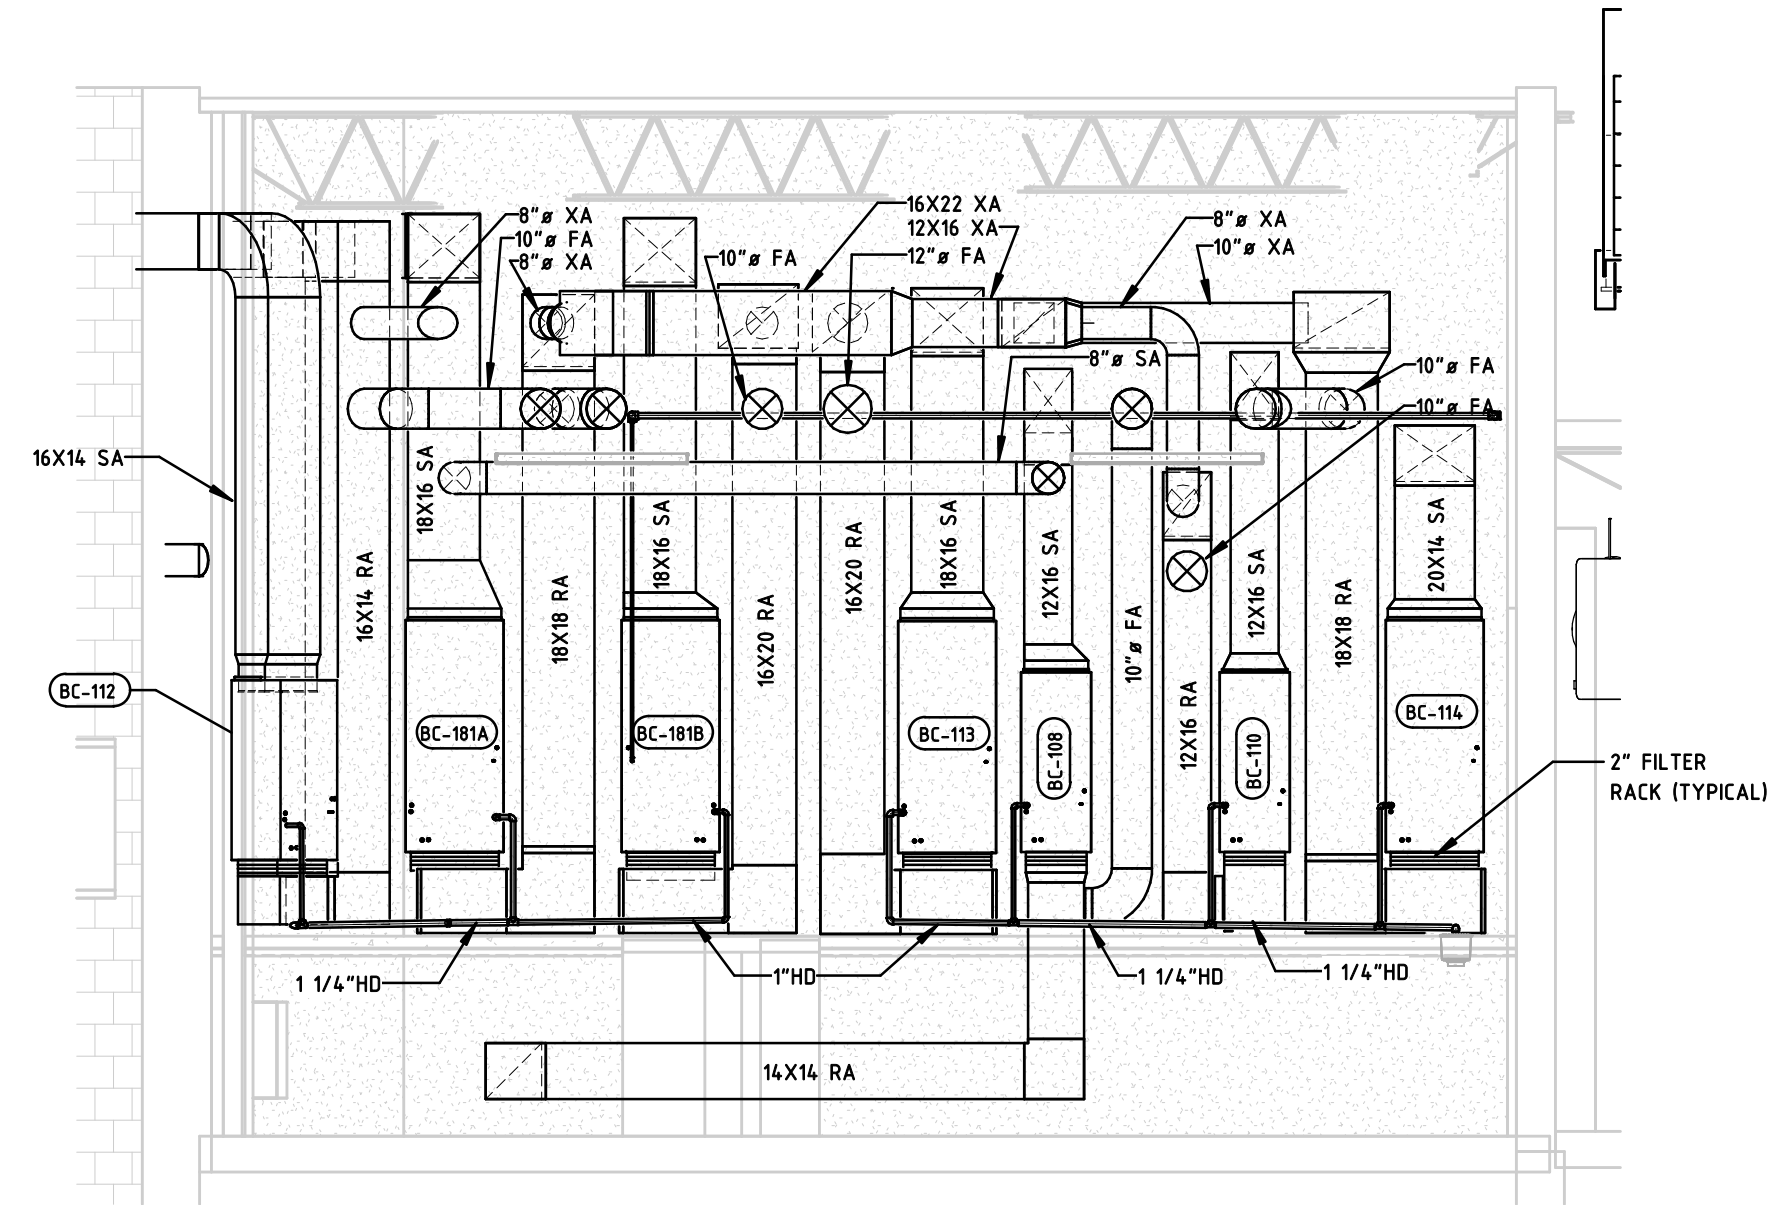 16X22 XA
8"ø XA
8"ø XA
12X16 XA
10"ø FA
10"ø XA
10"ø FA
12"ø FA
8"ø XA
8"ø SA
10"ø FA
10"ø FA
16X14 SA
18X16 SA
18X16 SA
18X16 SA
20X14 SA
16X14 RA
18X18 RA
16X20 RA
16X20 RA
12X16 SA
10"ø FA
12X16 SA
18X18 RA
12X16 RA
BC-112
BC-181A
BC-181B
BC-113
BC-108
BC-110
BC-114
2" FILTER
RACK (TYPICAL)
1 1/4"HD
1"HD
1 1/4"HD
1 1/4"HD
14X14 RA